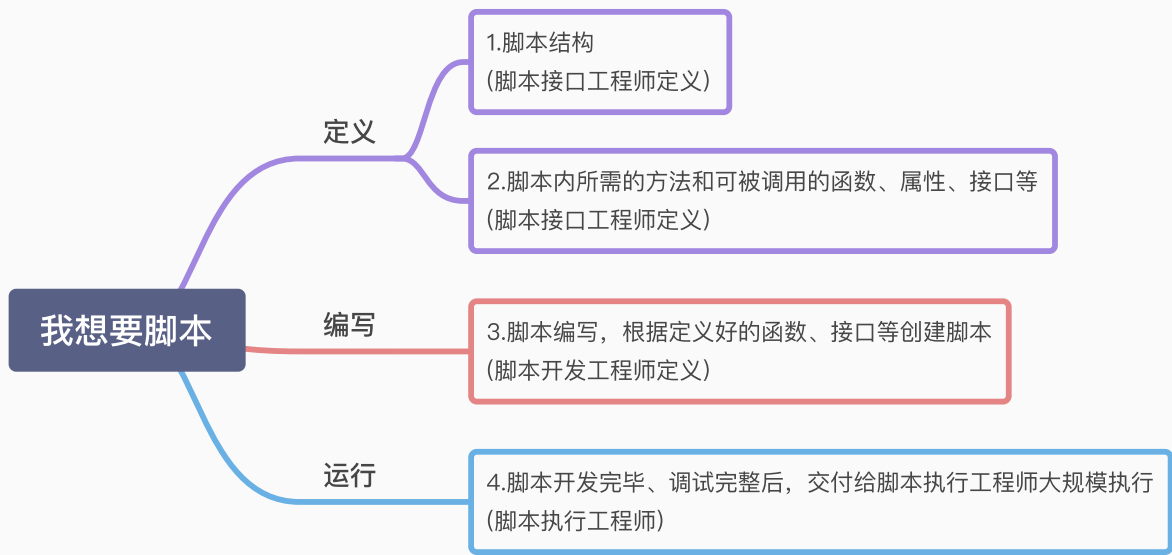 我想要脚本
定义
1.脚本结构
(脚本接口工程师定义)
2.脚本内所需的方法和可被调用的函数、属性、接口等
(脚本接口工程师定义)
编写
3.脚本编写，根据定义好的函数、接口等创建脚本
(脚本开发工程师定义)
运行
4.脚本开发完毕、调试完整后，交付给脚本执行工程师大规模执行
(脚本执行工程师)